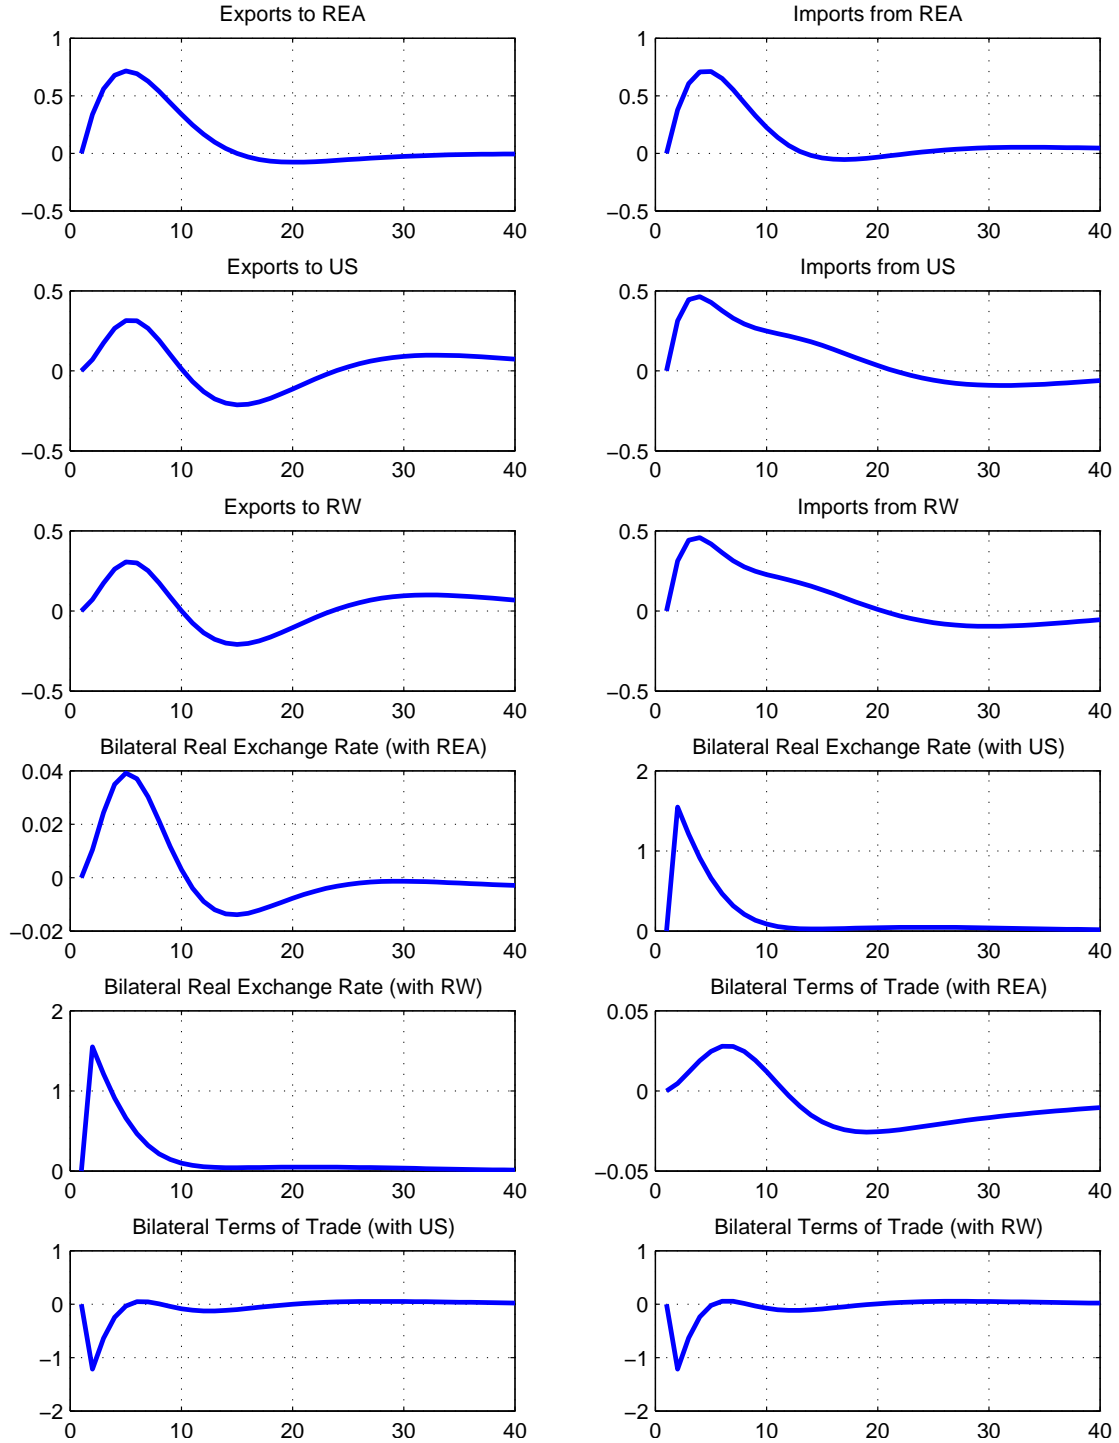 Exports to REA
1
0.5
0
−0.5
0 10 20 30 40
Imports from REA
1
0.5
0
−0.5
0 10 20 30 40
Exports to US
0.5
0
−0.5
0 10 20 30 40
Imports from US
0.5
0
−0.5
0 10 20 30 40
Exports to RW
0.5
0
−0.5
0 10 20 30 40
Imports from RW
0.5
0
−0.5
0 10 20 30 40
Bilateral Real Exchange Rate (with REA)
0.04
0.02
0
−0.02
0 10 20 30 40
Bilateral Real Exchange Rate (with US)
2
1
0
0 10 20 30 40
Bilateral Real Exchange Rate (with RW)
2
1
0
0 10 20 30 40
Bilateral Terms of Trade (with REA)
0.05
0
−0.05
0 10 20 30 40
Bilateral Terms of Trade (with US)
1
0
−1
−2
0 10 20 30 40
Bilateral Terms of Trade (with RW)
1
0
−1
−2
0 10 20 30 40